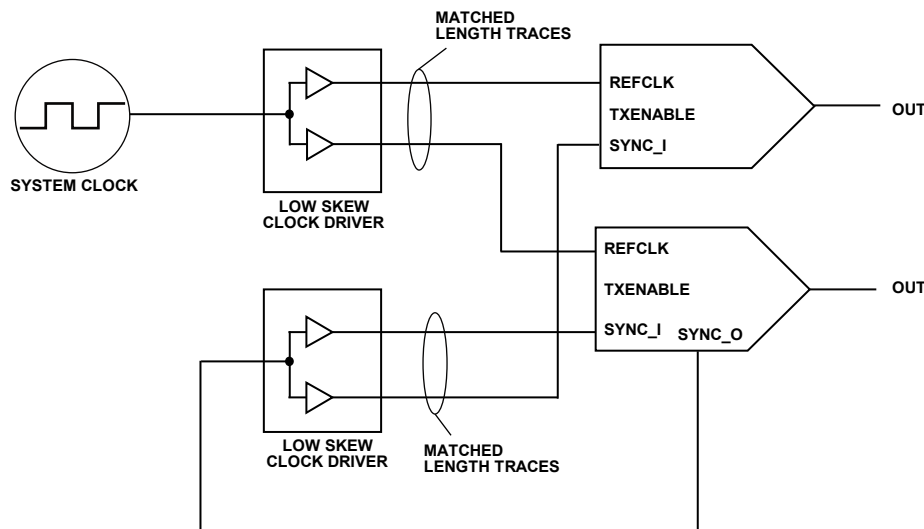 MATCHED
LENGTH TRACES
SYSTEM CLOCK
LOW SKEW
CLOCK DRIVER
REFCLK
TXENABLE
SYNC_I
OUT
REFCLK
TXENABLE
SYNC_I
SYNC_O
OUT
LOW SKEW
CLOCK DRIVER
MATCHED
LENGTH TRACES